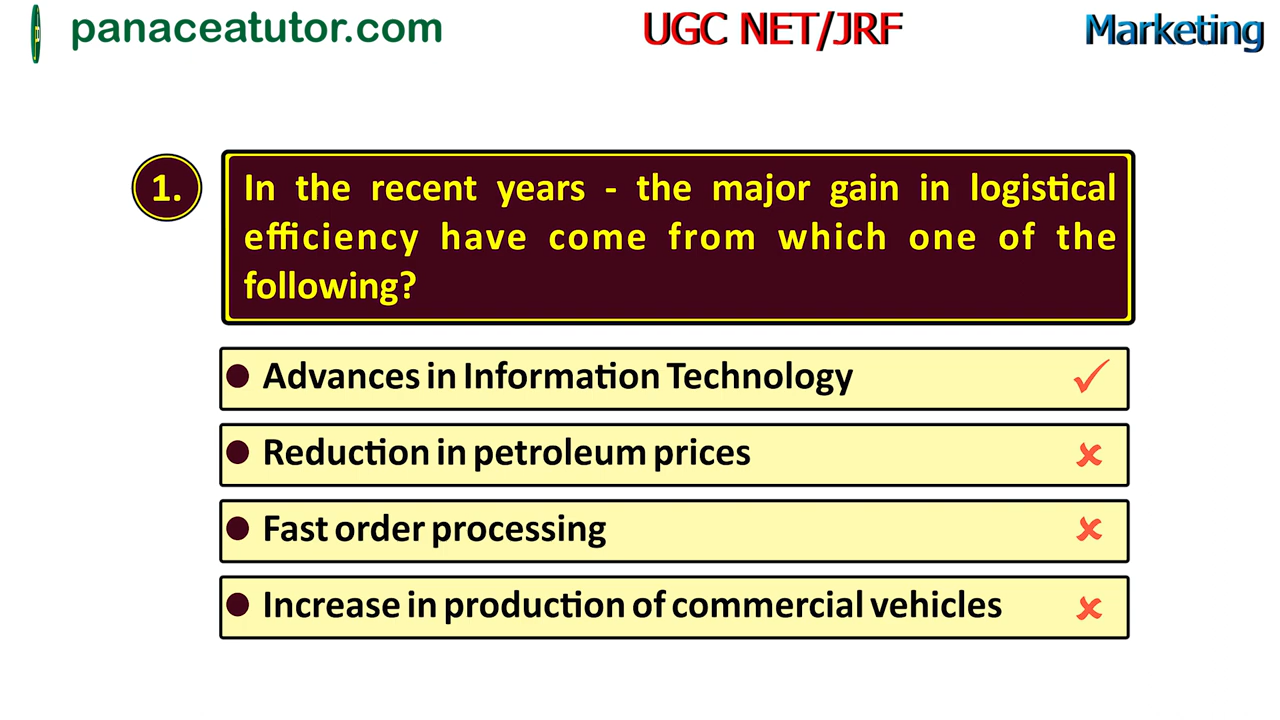 panaceatutor.com UGC NET/JRF Marketing
1. In the recent years - the major gain in logistical
efficiency have come from which one of the
following?
● Advances in Information Technology ✓
● Reduction in petroleum prices ✘
● Fast order processing ✘
● Increase in production of commercial vehicles ✘